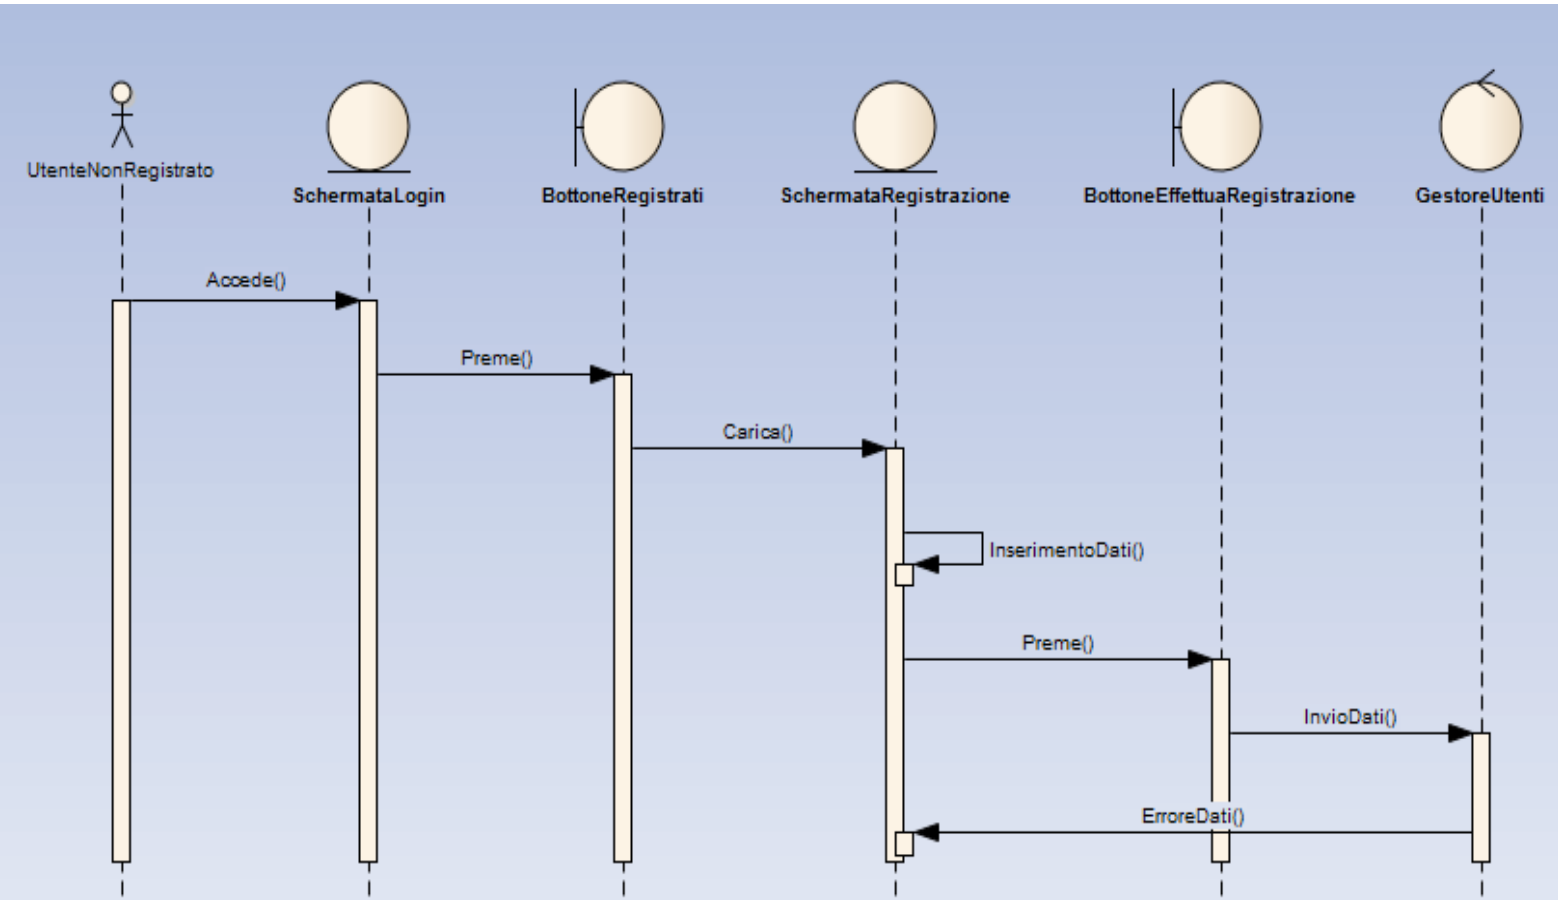 UtenteNonRegistrato
SchermataLogin
BottoneRegistrati
SchermataRegistrazione
BottoneEffettuaRegistrazione
GestoreUtenti
Accede()
Preme()
Carica()
InserimentoDati()
Preme()
InvioDati()
ErroreDati()